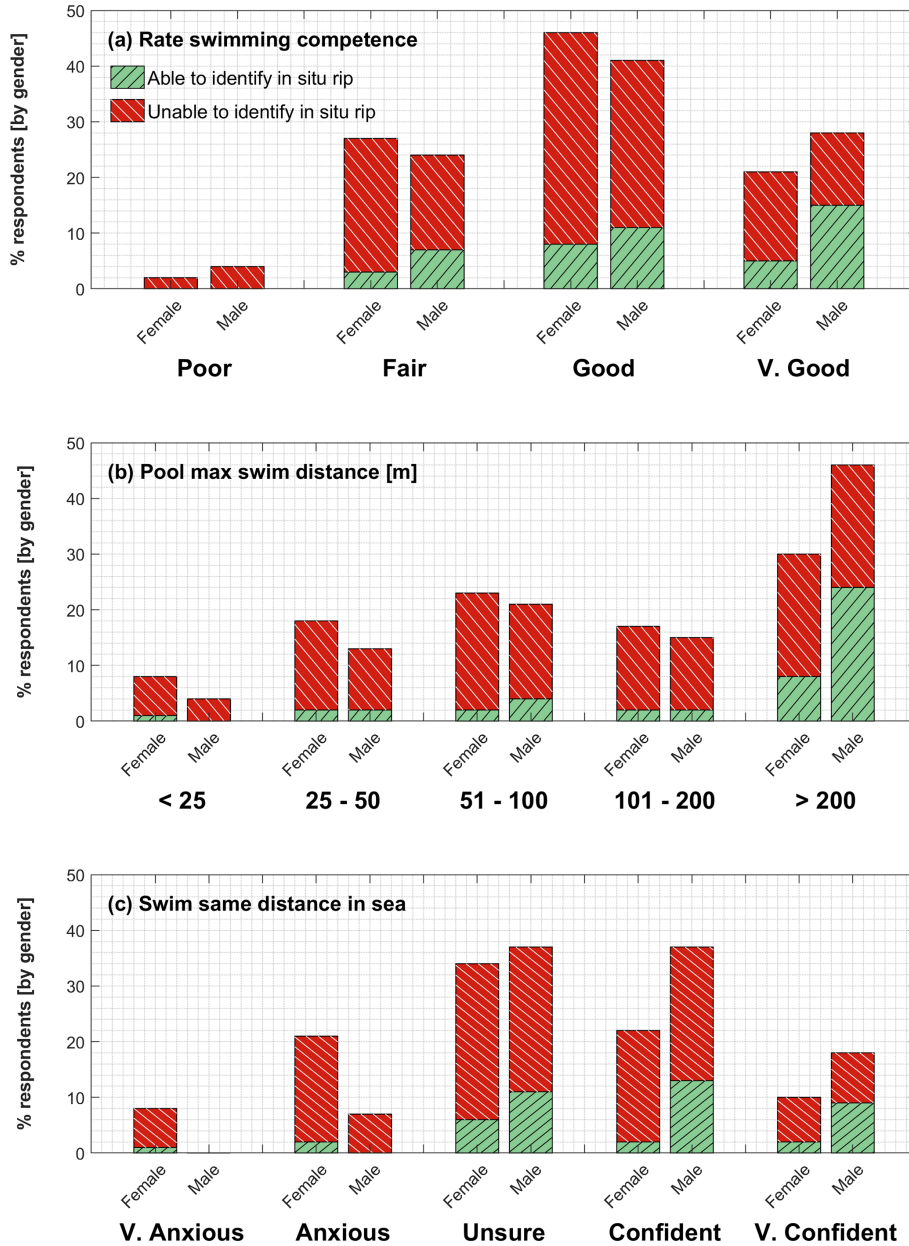 (a) Rate swimming competence
Able to identify in situ rip
Unable to identify in situ rip
% respondents [by gender]
50
40
30
20
10
0
Female Male Female Male Female Male Female Male
Poor Fair Good V. Good
(b) Pool max swim distance [m]
% respondents [by gender]
50
40
30
20
10
0
Female Male Female Male Female Male Female Male Female Male
< 25 25 - 50 51 - 100 101 - 200 > 200
(c) Swim same distance in sea
% respondents [by gender]
50
40
30
20
10
0
Female Male Female Male Female Male Female Male Female Male
V. Anxious Anxious Unsure Confident V. Confident